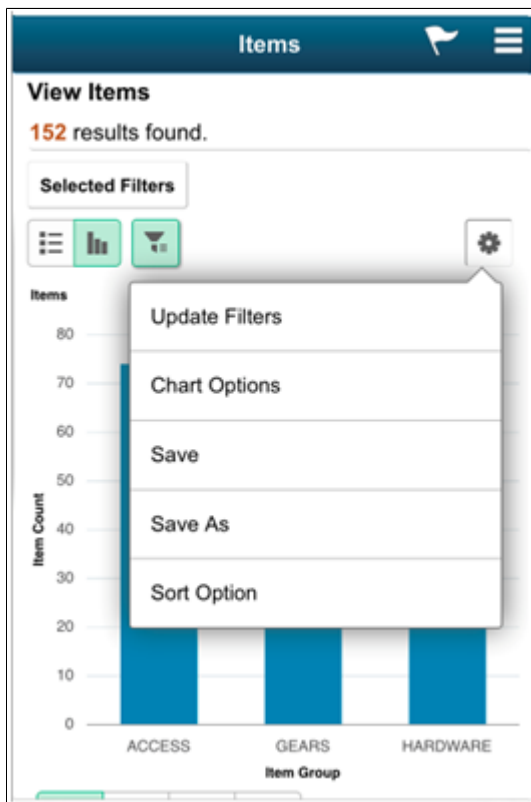 Items
View Items
152 results found.
Selected Filters
Items
Update Filters
Chart Options
Save
Save As
Sort Option
80
70
60
50
40
30
20
10
0
Item Count
ACCESS GEARS HARDWARE
Item Group